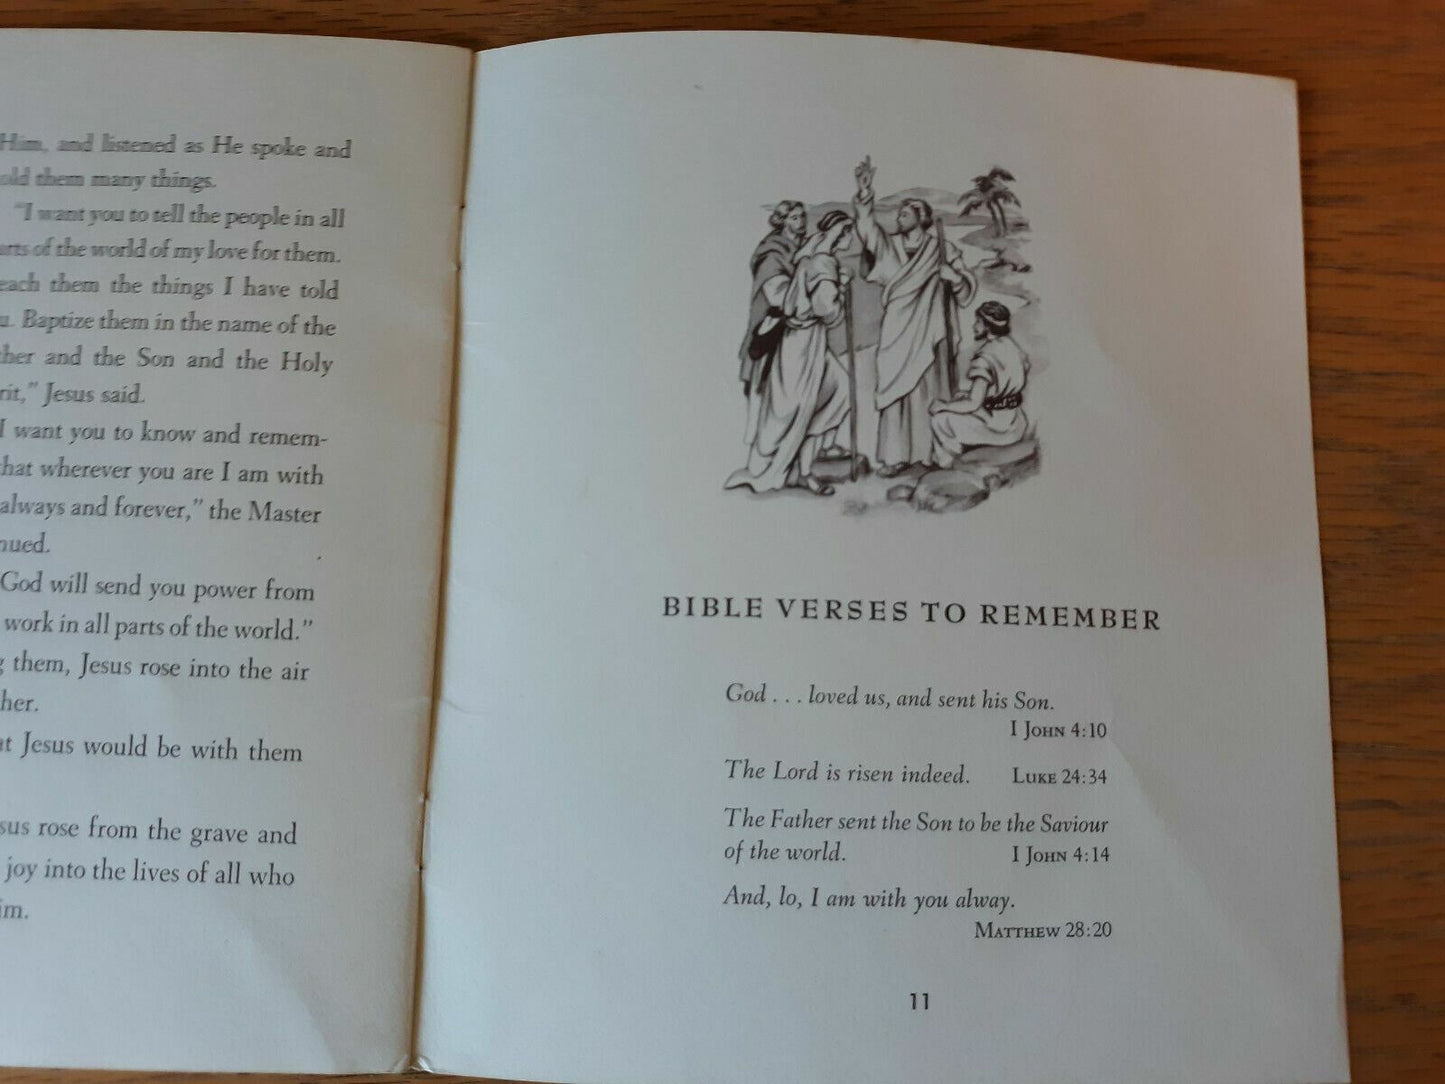 Him, and listened as He spoke and
told them many things.
"I want you to tell the people in all
parts of the world of my love for them.
each them the things I have told
u. Baptize them in the name of the
ther and the Son and the Holy
rit," Jesus said.
I want you to know and remem-
that wherever you are I am with
always and forever," the Master
nued.
God will send you power from
work in all parts of the world."
g them, Jesus rose into the air
her.
at Jesus would be with them
sus rose from the grave and
joy into the lives of all who
im.
BIBLE VERSES TO REMEMBER
God . . . loved us, and sent his Son.
I JOHN 4:10
The Lord is risen indeed. LUKE 24:34
The Father sent the Son to be the Saviour
of the world. I JOHN 4:14
And, lo, I am with you alway.
MATTHEW 28:20
11